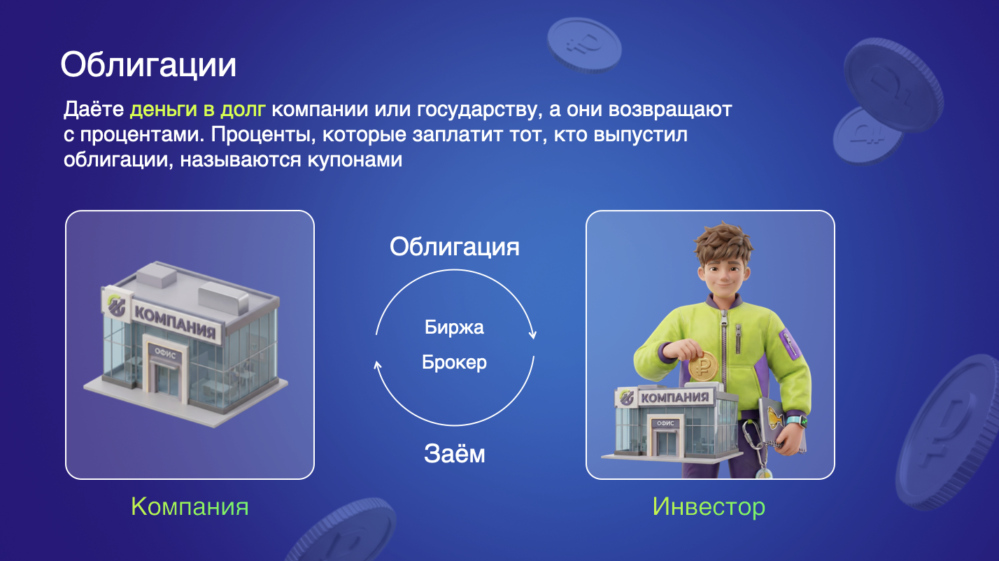 Облигации
Даёте деньги в долг компании или государству, а они возвращают
с процентами. Проценты, которые заплатит тот, кто выпустил
облигации, называются купонами
Облигация
Биржа
Брокер
Заём
КОМПАНИЯ
ОФИС
КОМПАНИЯ
ОФИС
Компания
Инвестор